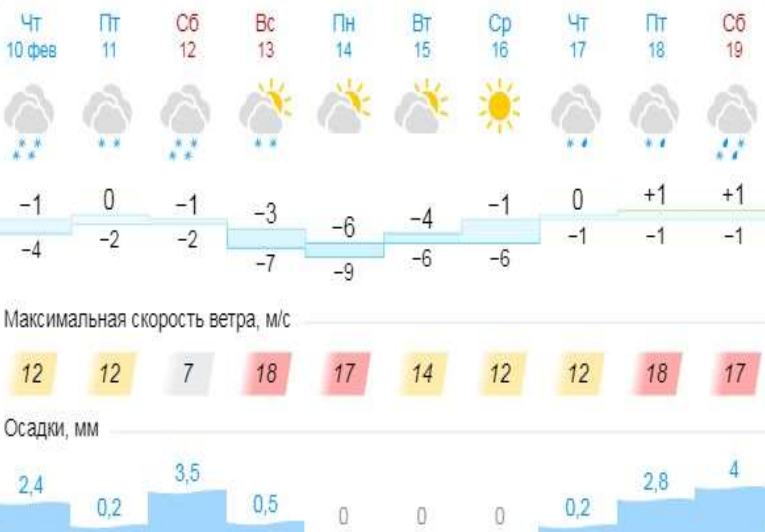 Чт Пт Сб Вс Пн Вт Ср Чт Пт Сб
10 фев 11 12 13 14 15 16 17 18 19
−1 0 −1 −3 −6 −4 −1 0 +1 +1
−4 −2 −2 −7 −9 −6 −6 −1 −1 −1
Максимальная скорость ветра, м/с
12 12 7 18 17 14 12 12 18 17
Осадки, мм
2,4 0,2 3,5 0,5 0 0 0 0,2 2,8 4